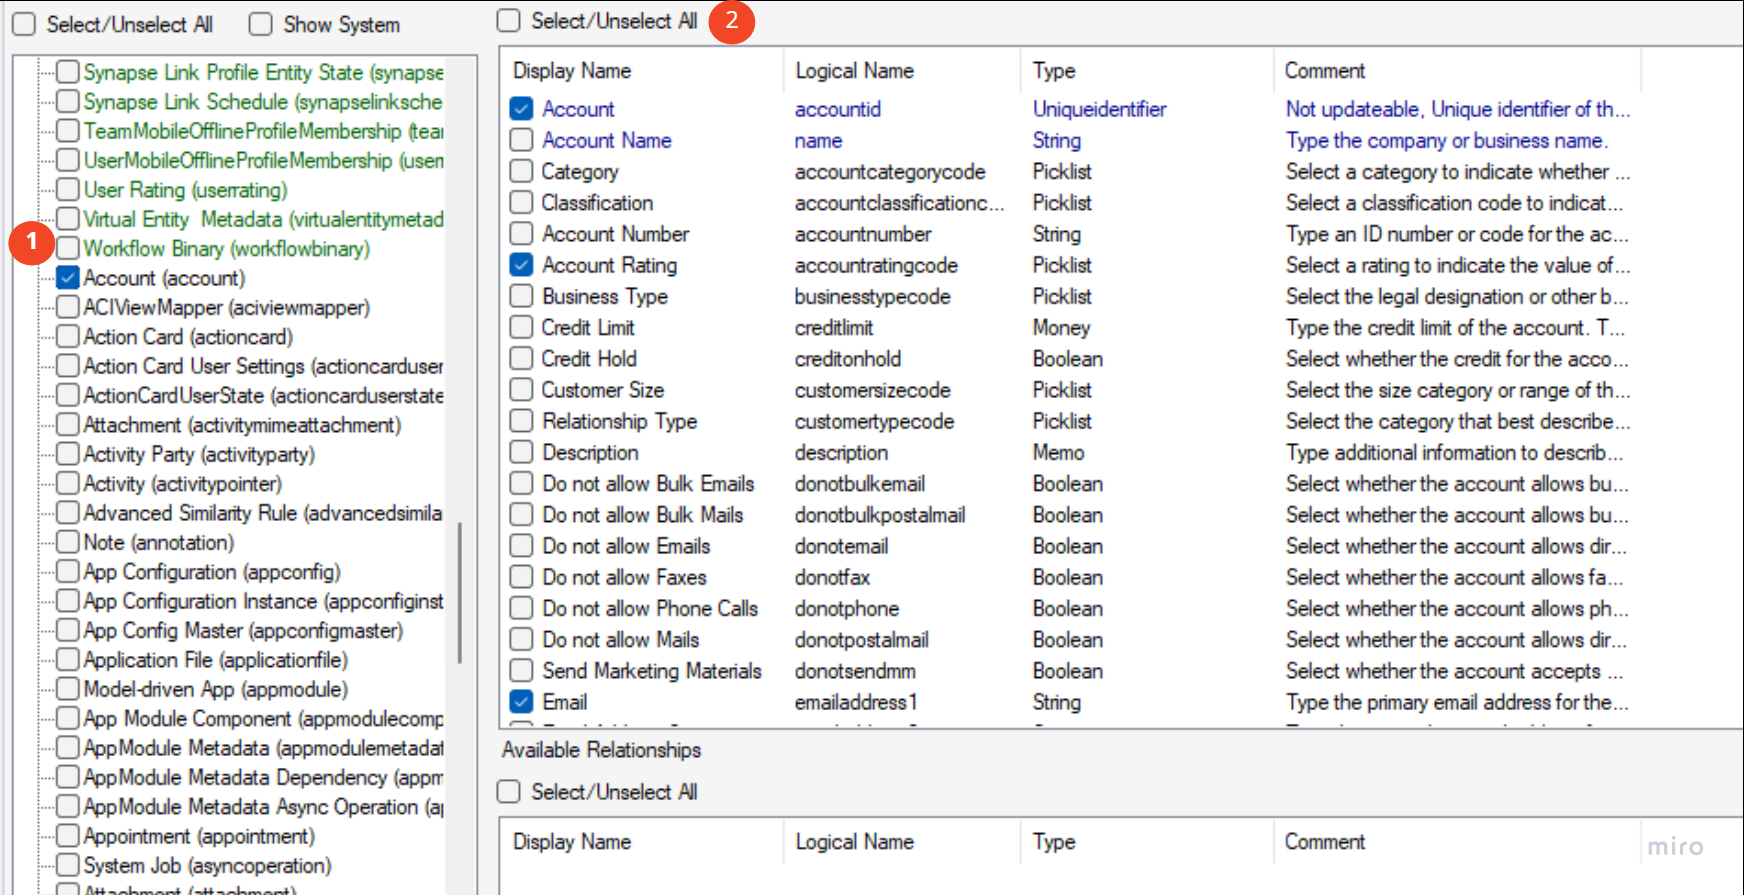 Select/Unselect All
Show System
Synapse Link Profile Entity State (synapse
Synapse Link Schedule (synapselinksche
TeamMobileOfflineProfileMembership (tear
UserMobileOfflineProfileMembership (usem
User Rating (userrating)
Virtual Entity Metadata (virtualentitymetad
1
Workflow Binary (workflowbinary)
Account (account)
ACIViewMapper (aciviewmapper)
Action Card (actioncard)
Action Card User Settings (actioncarduser
ActionCardUserState (actioncarduserstate
Attachment (activitymimeattachment)
Activity Party (activityparty)
Activity (activitypointer)
Advanced Similarity Rule (advancedsimila
Note (annotation)
App Configuration (appconfig)
App Configuration Instance (appconfiginst
App Config Master (appconfigmaster)
Application File (applicationfile)
Model-driven App (appmodule)
App Module Component (appmodulecomp
AppModule Metadata (appmodulemetadat
AppModule Metadata Dependency (appm
AppModule Metadata Async Operation (ap
Appointment (appointment)
System Job (asyncoperation)
Attachment (attachment)
Select/Unselect All
2
Display Name Logical Name Type Comment
Account accountid Uniqueidentifier Not updateable, Unique identifier of th...
Account Name name String Type the company or business name.
Category accountcategorycode Picklist Select a category to indicate whether ...
Classification accountclassificationc... Picklist Select a classification code to indicat...
Account Number accountnumber String Type an ID number or code for the ac...
Account Rating accountratingcode Picklist Select a rating to indicate the value of...
Business Type businesstypecode Picklist Select the legal designation or other b...
Credit Limit creditlimit Money Type the credit limit of the account. T...
Credit Hold creditonhold Boolean Select whether the credit for the acco...
Customer Size customersizecode Picklist Select the size category or range of th...
Relationship Type customertypecode Picklist Select the category that best describe...
Description description Memo Type additional information to describ...
Do not allow Bulk Emails donotbulkemail Boolean Select whether the account allows bu...
Do not allow Bulk Mails donotbulkpostalmail Boolean Select whether the account allows bu...
Do not allow Emails donotemail Boolean Select whether the account allows dir...
Do not allow Faxes donotfax Boolean Select whether the account allows fa...
Do not allow Phone Calls donotphone Boolean Select whether the account allows ph...
Do not allow Mails donotpostalmail Boolean Select whether the account allows dir...
Send Marketing Materials donotsendmm Boolean Select whether the account accepts ...
Email emailaddress1 String Type the primary email address for the...
Available Relationships
Select/Unselect All
Display Name Logical Name Type Comment
miro